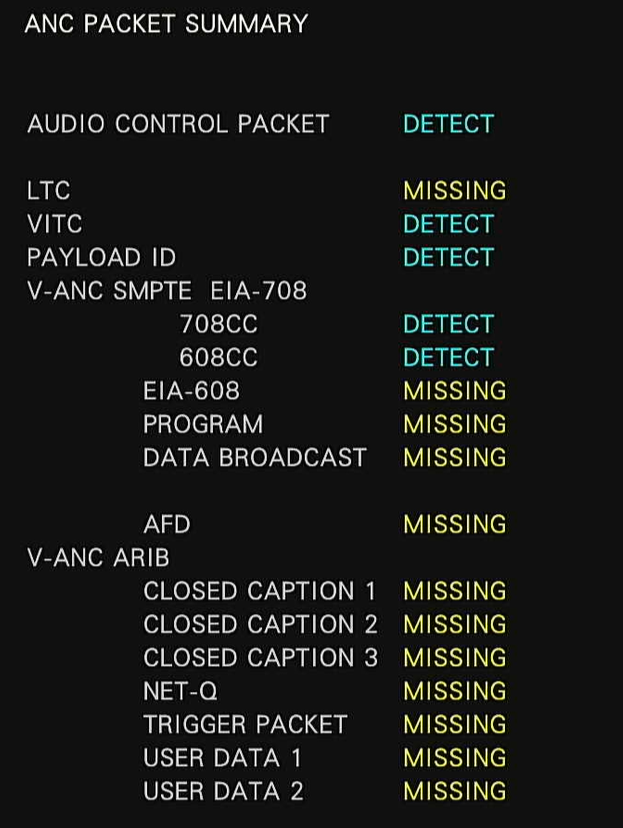 ANC PACKET SUMMARY
AUDIO CONTROL PACKET DETECT
LTC MISSING
VITC DETECT
PAYLOAD ID DETECT
V-ANC SMPTE EIA-708
708CC DETECT
608CC DETECT
EIA-608 MISSING
PROGRAM MISSING
DATA BROADCAST MISSING
AFD MISSING
V-ANC ARIB
CLOSED CAPTION 1 MISSING
CLOSED CAPTION 2 MISSING
CLOSED CAPTION 3 MISSING
NET-Q MISSING
TRIGGER PACKET MISSING
USER DATA 1 MISSING
USER DATA 2 MISSING